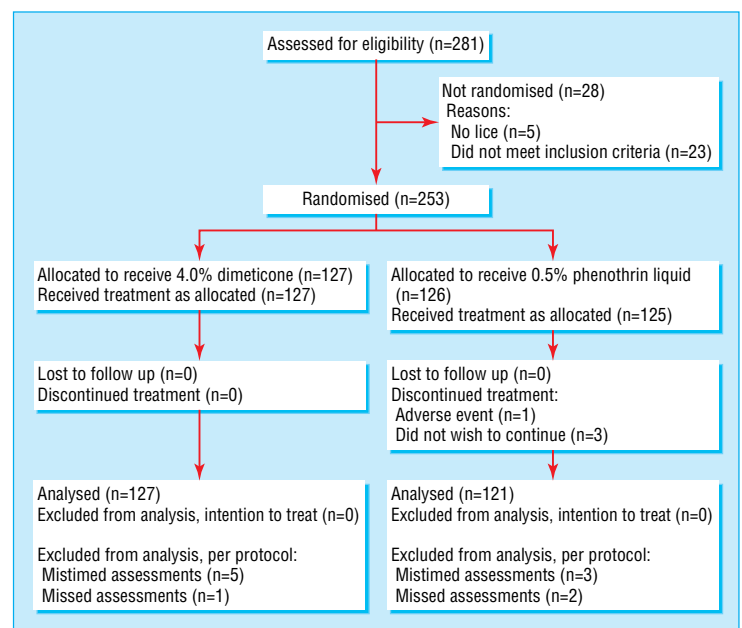 Assessed for eligibility (n=281)
Not randomised (n=28)
Reasons:
No lice (n=5)
Did not meet inclusion criteria (n=23)
Randomised (n=253)
Allocated to receive 4.0% dimeticone (n=127)
Received treatment as allocated (n=127)
Allocated to receive 0.5% phenothrin liquid
(n=126)
Received treatment as allocated (n=125)
Lost to follow up (n=0)
Discontinued treatment (n=0)
Lost to follow up (n=0)
Discontinued treatment:
Adverse event (n=1)
Did not wish to continue (n=3)
Analysed (n=127)
Excluded from analysis, intention to treat (n=0)
Excluded from analysis, per protocol:
Mistimed assessments (n=5)
Missed assessments (n=1)
Analysed (n=121)
Excluded from analysis, intention to treat (n=0)
Excluded from analysis, per protocol:
Mistimed assessments (n=3)
Missed assessments (n=2)